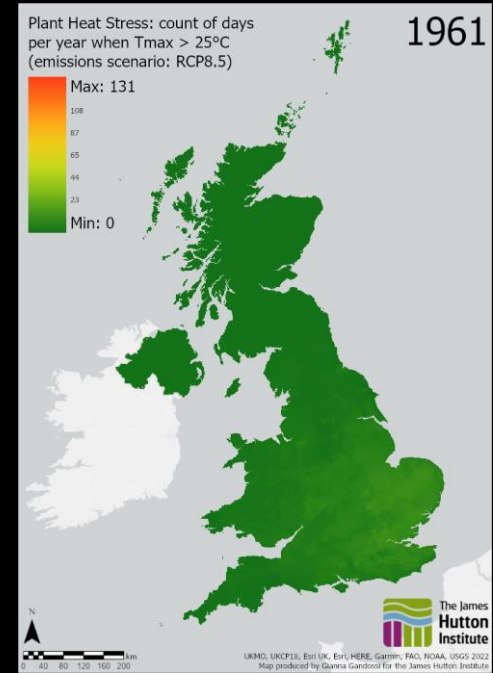 Plant Heat Stress: count of days
per year when Tmax > 25°C
(emissions scenario: RCP8.5)
1961
Max: 131
108
87
65
44
23
Min: 0
N
km
0 40 80 120 160 200
The James
Hutton
Institute
UKMO, UKCP18, Esri UK, Esri, HERE, Garmin, FAO, NOAA, USGS 2022
Map produced by Gianna Gandossi for the James Hutton Institute